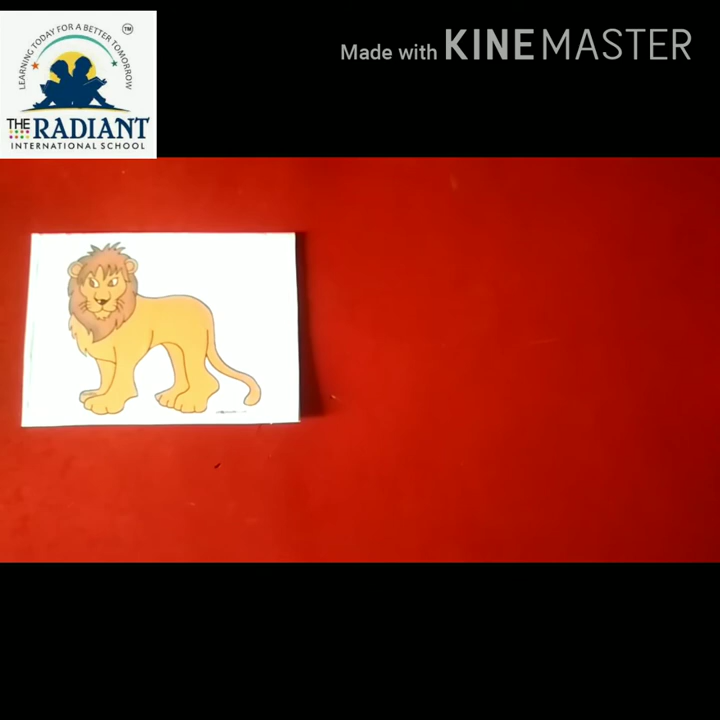 LEARNING TODAY FOR A BETTER TOMORROW
TM
THE RADIANT
INTERNATIONAL SCHOOL
Made with KINEMASTER